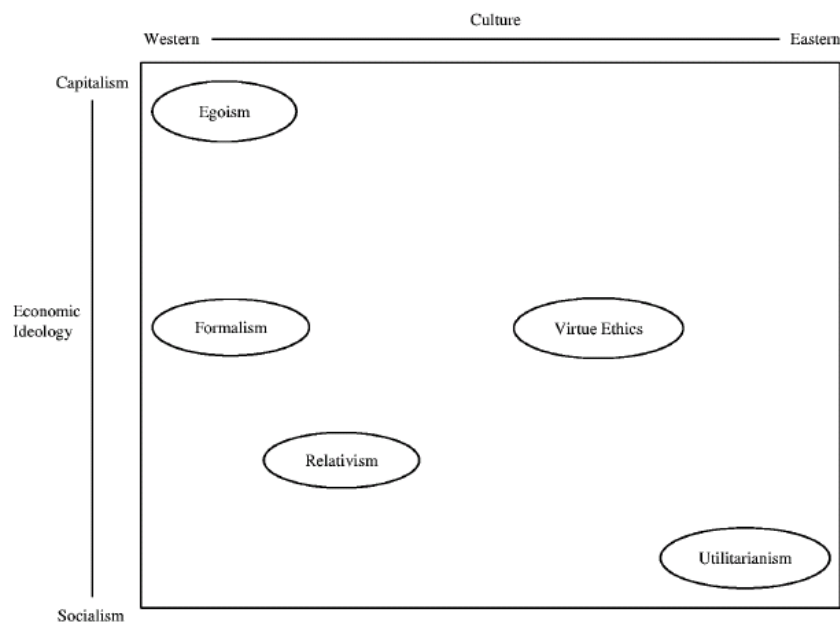 Culture
Western
Eastern
Capitalism
Egoism
Economic
Ideology
Formalism
Virtue Ethics
Relativism
Utilitarianism
Socialism